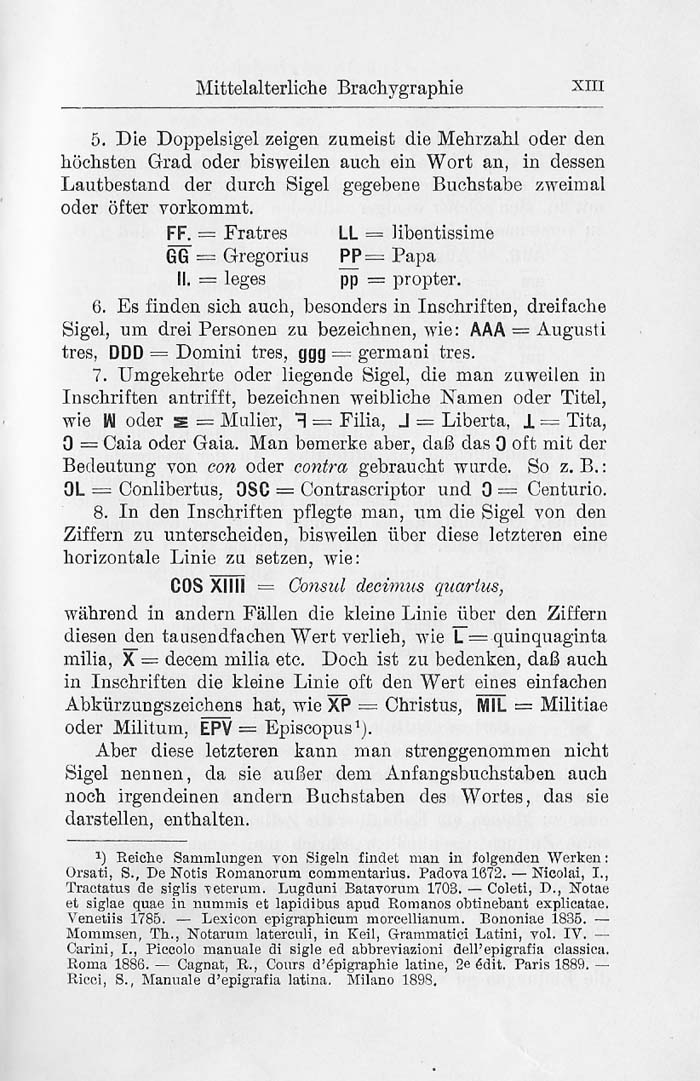 Mittelalterliche Brachygraphie XIII
5. Die Doppelsigel zeigen zumeist die Mehrzahl oder den
höchsten Grad oder bisweilen auch ein Wort an, in dessen
Lautbestand der durch Sigel gegebene Buchstabe zweimal
oder öfter vorkommt.
FF. = Fratres LL = libentissime
G̅G̅ = Gregorius PP = Papa
ll. = leges p̅p̅ = propter.
6. Es finden sich auch, besonders in Inschriften, dreifache
Sigel, um drei Personen zu bezeichnen, wie: AAA = Augusti
tres, DDD = Domini tres, ggg = germani tres.
7. Umgekehrte oder liegende Sigel, die man zuweilen in
Inschriften antrifft, bezeichnen weibliche Namen oder Titel,
wie oder = Mulier, ꟻ = Filia, ⅃ = Liberta, ⊥ = Tita,
Ɔ = Caia oder Gaia. Man bemerke aber, daß das Ɔ oft mit der
Bedeutung von con oder contra gebraucht wurde. So z. B.:
ƆL = Conlibertus, ƆSC = Contrascriptor und Ɔ = Centurio.
8. In den Inschriften pflegte man, um die Sigel von den
Ziffern zu unterscheiden, bisweilen über diese letzteren eine
horizontale Linie zu setzen, wie:
COS X̅I̅I̅I̅I̅ = Consul decimus quartus,
während in andern Fällen die kleine Linie über den Ziffern
diesen den tausendfachen Wert verlieh, wie L̅ = quinquaginta
milia, X̅ = decem milia etc. Doch ist zu bedenken, daß auch
in Inschriften die kleine Linie oft den Wert eines einfachen
Abkürzungszeichens hat, wie X̅P̅ = Christus, M̅I̅L̅ = Militiae
oder Militum, E̅P̅V̅ = Episcopus¹).
Aber diese letzteren kann man strenggenommen nicht
Sigel nennen, da sie außer dem Anfangsbuchstaben auch
noch irgendeinen andern Buchstaben des Wortes, das sie
darstellen, enthalten.
¹) Reiche Sammlungen von Sigeln findet man in folgenden Werken:
Orsati, S., De Notis Romanorum commentarius. Padova 1672. — Nicolai, I.,
Tractatus de siglis veterum. Lugduni Batavorum 1703. — Coleti, D., Notae
et siglae quae in nummis et lapidibus apud Romanos obtinebant explicatae.
Venetiis 1785. — Lexicon epigraphicum morcellianum. Bononiae 1835. —
Mommsen, Th., Notarum laterculi, in Keil, Grammatici Latini, vol. IV. —
Carini, I., Piccolo manuale di sigle ed abbreviazioni dell'epigrafia classica.
Roma 1886. — Cagnat, R., Cours d'épigraphie latine, 2e édit. Paris 1889. —
Ricci, S., Manuale d'epigrafia latina. Milano 1898.